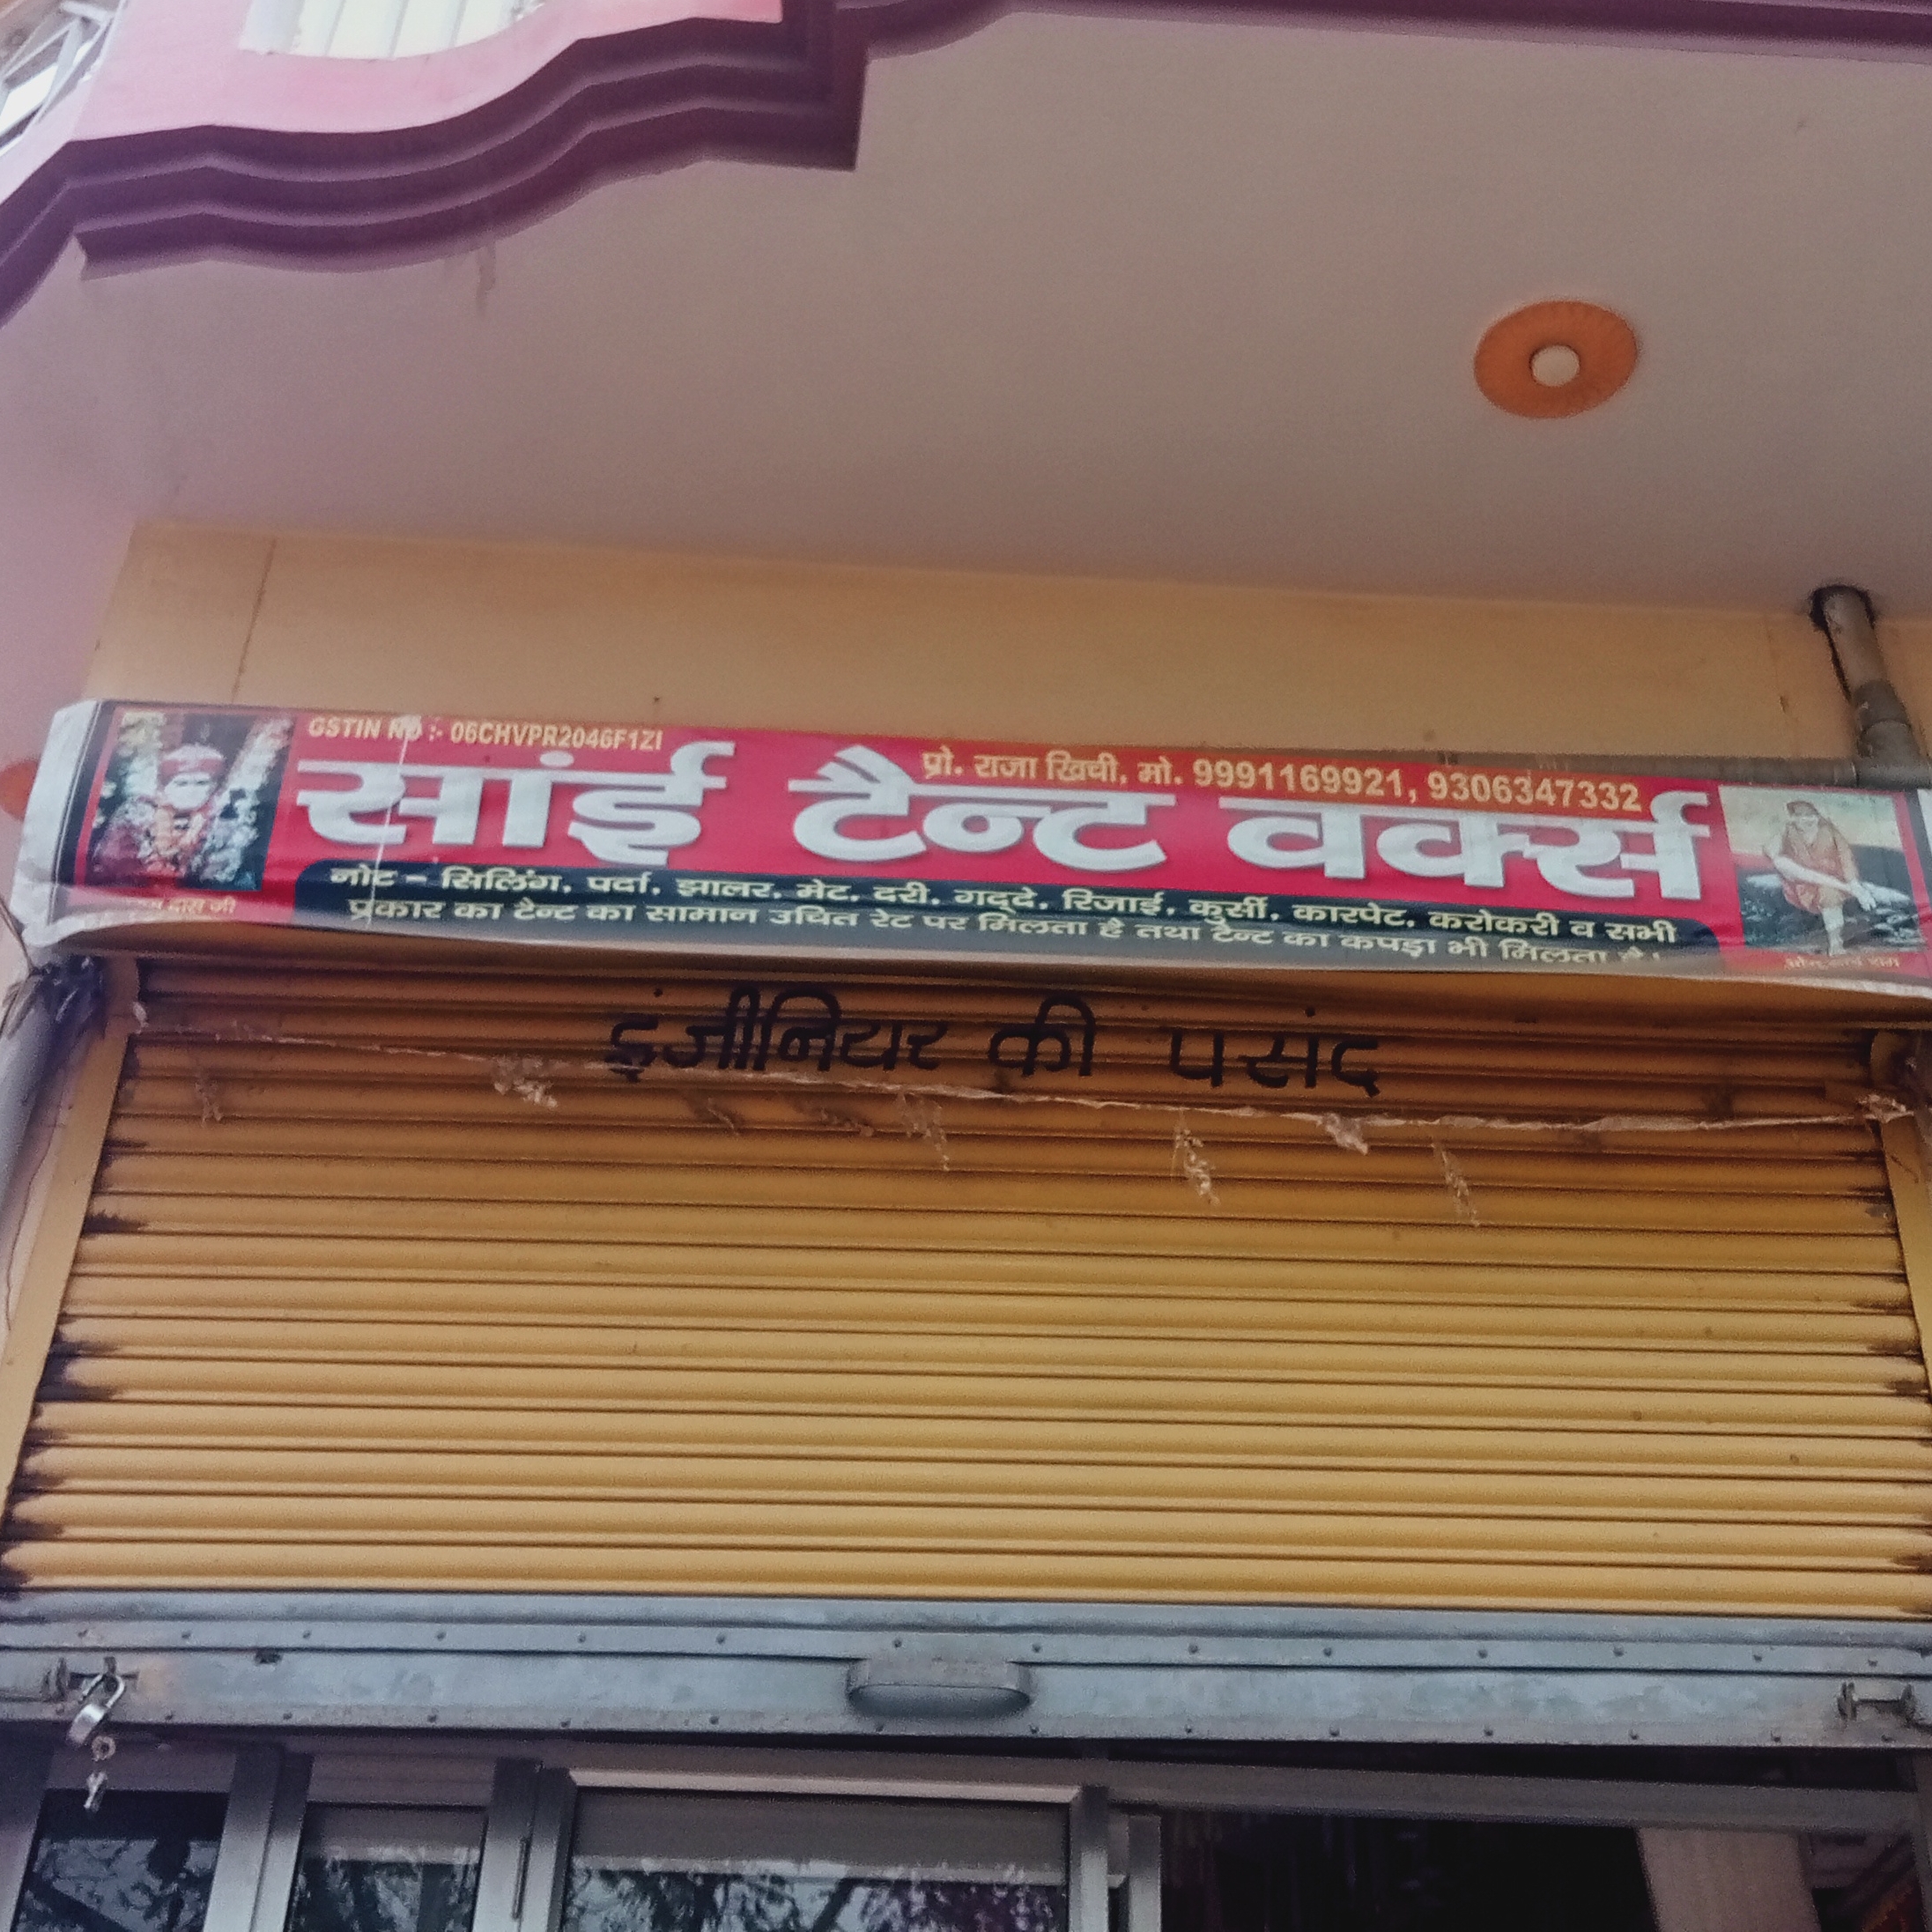 GSTIN NO :- 06CHVPR2046F1ZI
प्रो. राजा खिची, मो. 9991169921, 9306347332
सांई टैन्ट वर्क्स
नोट - सिलिंग, पर्दा, झालर, मेट, दरी, गद्दे, रिजाई, कुर्सी, कारपेट, करोकरी व सभी
प्रकार का टैन्ट का सामान उचित रेट पर मिलता है तथा टैन्ट का कपड़ा भी मिलता है।
दास जी
इंजीनियर की पसंद